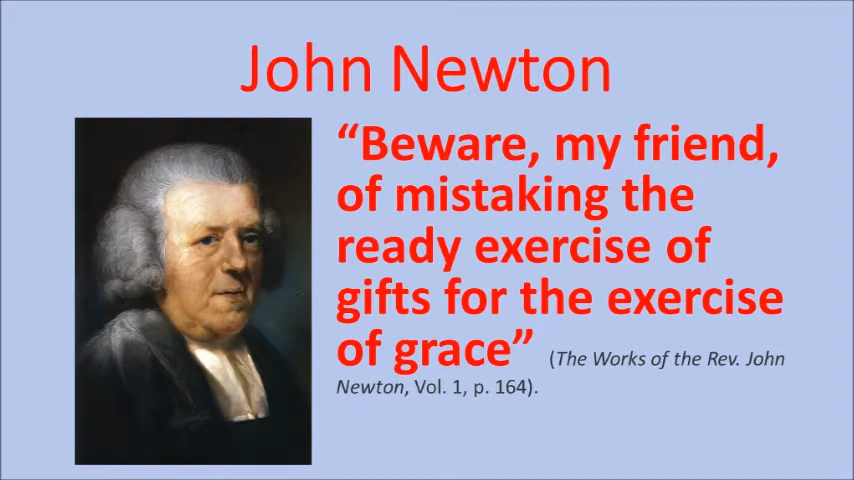 John Newton
“Beware, my friend,
of mistaking the
ready exercise of
gifts for the exercise
of grace” (The Works of the Rev. John
Newton, Vol. 1, p. 164).